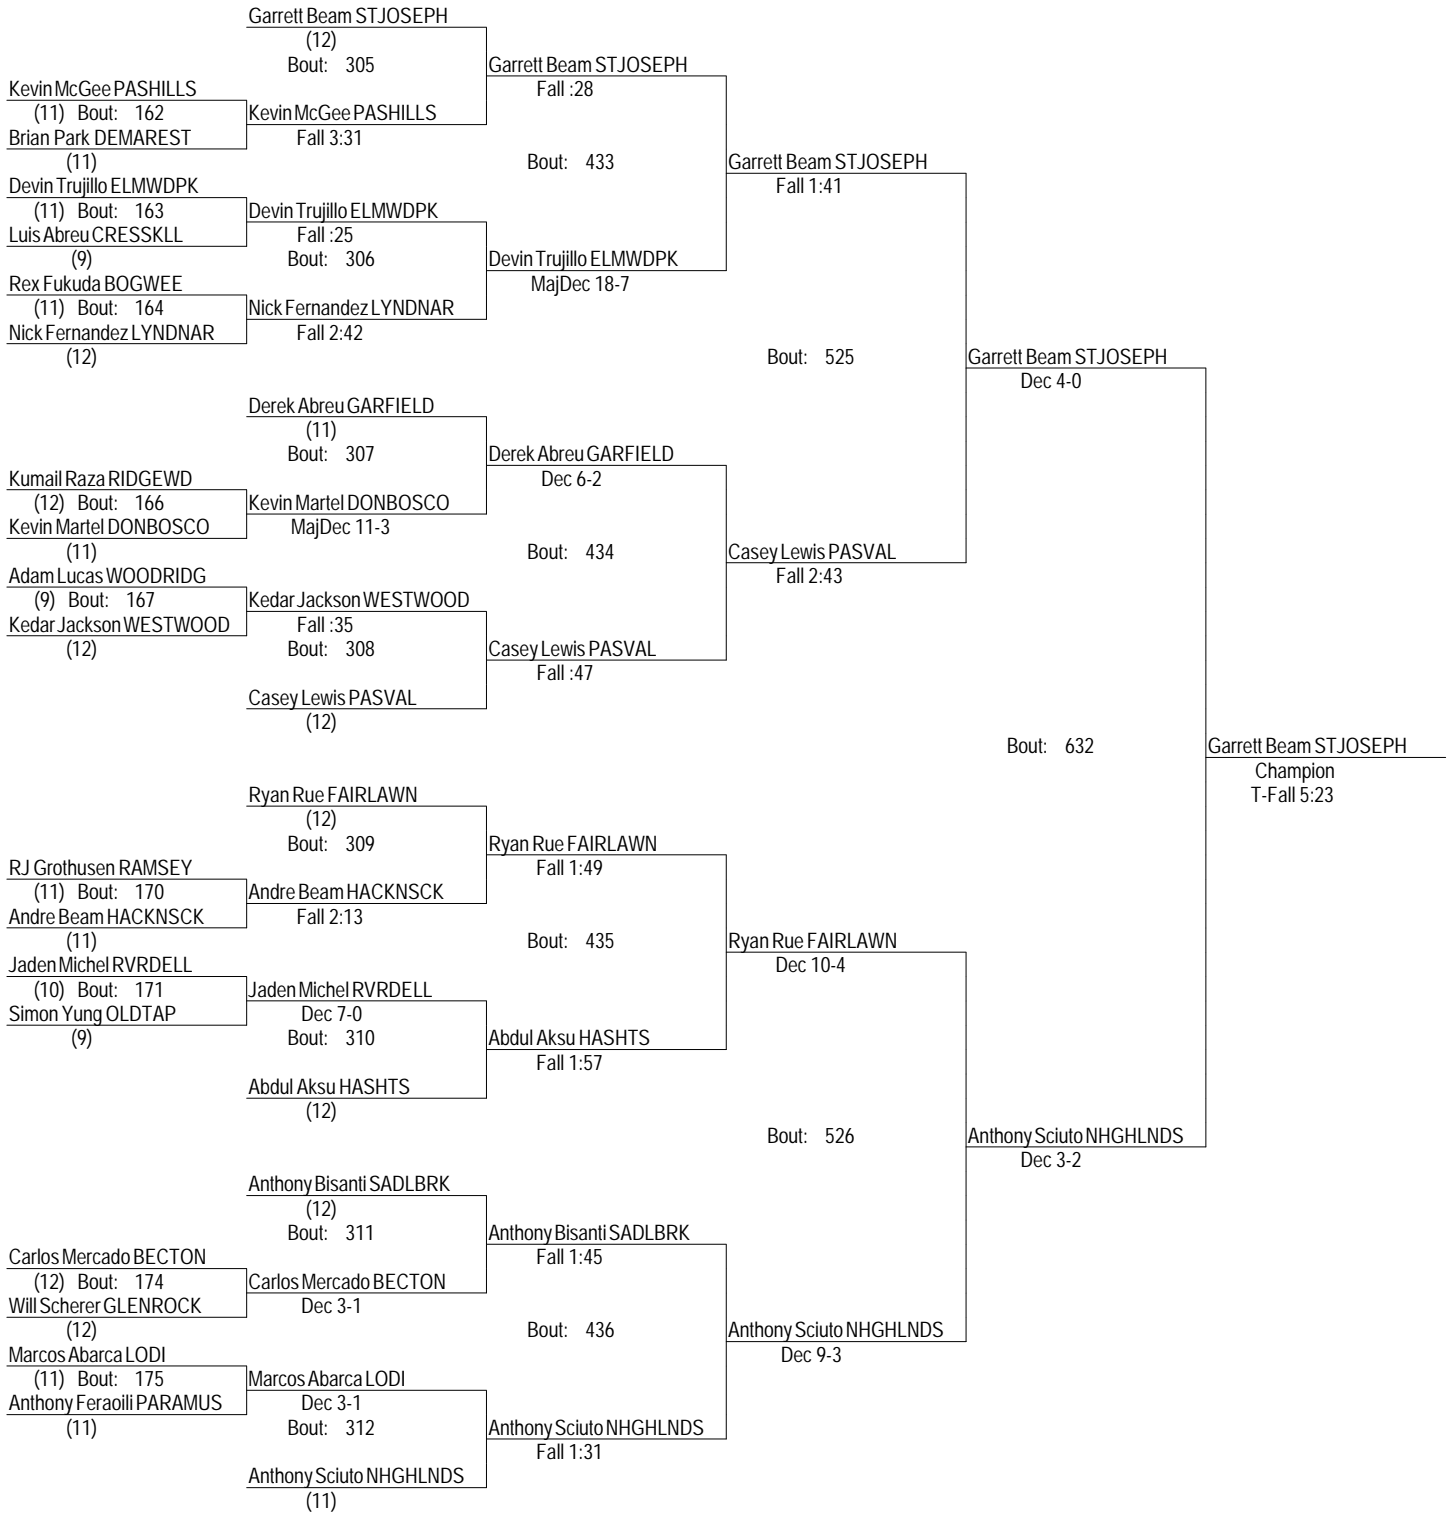 Garrett Beam STJOSEPH
(12)
Bout: 305
Garrett Beam STJOSEPH
Fall :28
Kevin McGee PASHILLS
(11) Bout: 162
Kevin McGee PASHILLS
Fall 3:31
Brian Park DEMAREST
(11)
Bout: 433
Garrett Beam STJOSEPH
Fall 1:41
Devin Trujillo ELMWDPK
(11) Bout: 163
Devin Trujillo ELMWDPK
Fall :25
Luis Abreu CRESSKLL
(9)
Bout: 306
Devin Trujillo ELMWDPK
MajDec 18-7
Rex Fukuda BOGWEE
(11) Bout: 164
Nick Fernandez LYNDNAR
Fall 2:42
Nick Fernandez LYNDNAR
(12)
Bout: 525
Garrett Beam STJOSEPH
Dec 4-0
Derek Abreu GARFIELD
(11)
Bout: 307
Derek Abreu GARFIELD
Dec 6-2
Kumail Raza RIDGEWD
(12) Bout: 166
Kevin Martel DONBOSCO
MajDec 11-3
Kevin Martel DONBOSCO
(11)
Bout: 434
Casey Lewis PASVAL
Fall 2:43
Adam Lucas WOODRIDG
(9) Bout: 167
Kedar Jackson WESTWOOD
Fall :35
Kedar Jackson WESTWOOD
(12)
Bout: 308
Casey Lewis PASVAL
Fall :47
Casey Lewis PASVAL
(12)
Bout: 632
Garrett Beam STJOSEPH
Champion
T-Fall 5:23
Ryan Rue FAIRLAWN
(12)
Bout: 309
Ryan Rue FAIRLAWN
Fall 1:49
RJ Grothusen RAMSEY
(11) Bout: 170
Andre Beam HACKNSCK
Fall 2:13
Andre Beam HACKNSCK
(11)
Bout: 435
Ryan Rue FAIRLAWN
Dec 10-4
Jaden Michel RVRDELL
(10) Bout: 171
Jaden Michel RVRDELL
Dec 7-0
Simon Yung OLDTAP
(9)
Bout: 310
Abdul Aksu HASHTS
Fall 1:57
Abdul Aksu HASHTS
(12)
Bout: 526
Anthony Sciuto NHGHLNDS
Dec 3-2
Anthony Bisanti SADLBRK
(12)
Bout: 311
Anthony Bisanti SADLBRK
Fall 1:45
Carlos Mercado BECTON
(12) Bout: 174
Carlos Mercado BECTON
Dec 3-1
Will Scherer GLENROCK
(12)
Bout: 436
Anthony Sciuto NHGHLNDS
Dec 9-3
Marcos Abarca LODI
(11) Bout: 175
Marcos Abarca LODI
Dec 3-1
Anthony Feraoili PARAMUS
(11)
Bout: 312
Anthony Sciuto NHGHLNDS
Fall 1:31
Anthony Sciuto NHGHLNDS
(11)